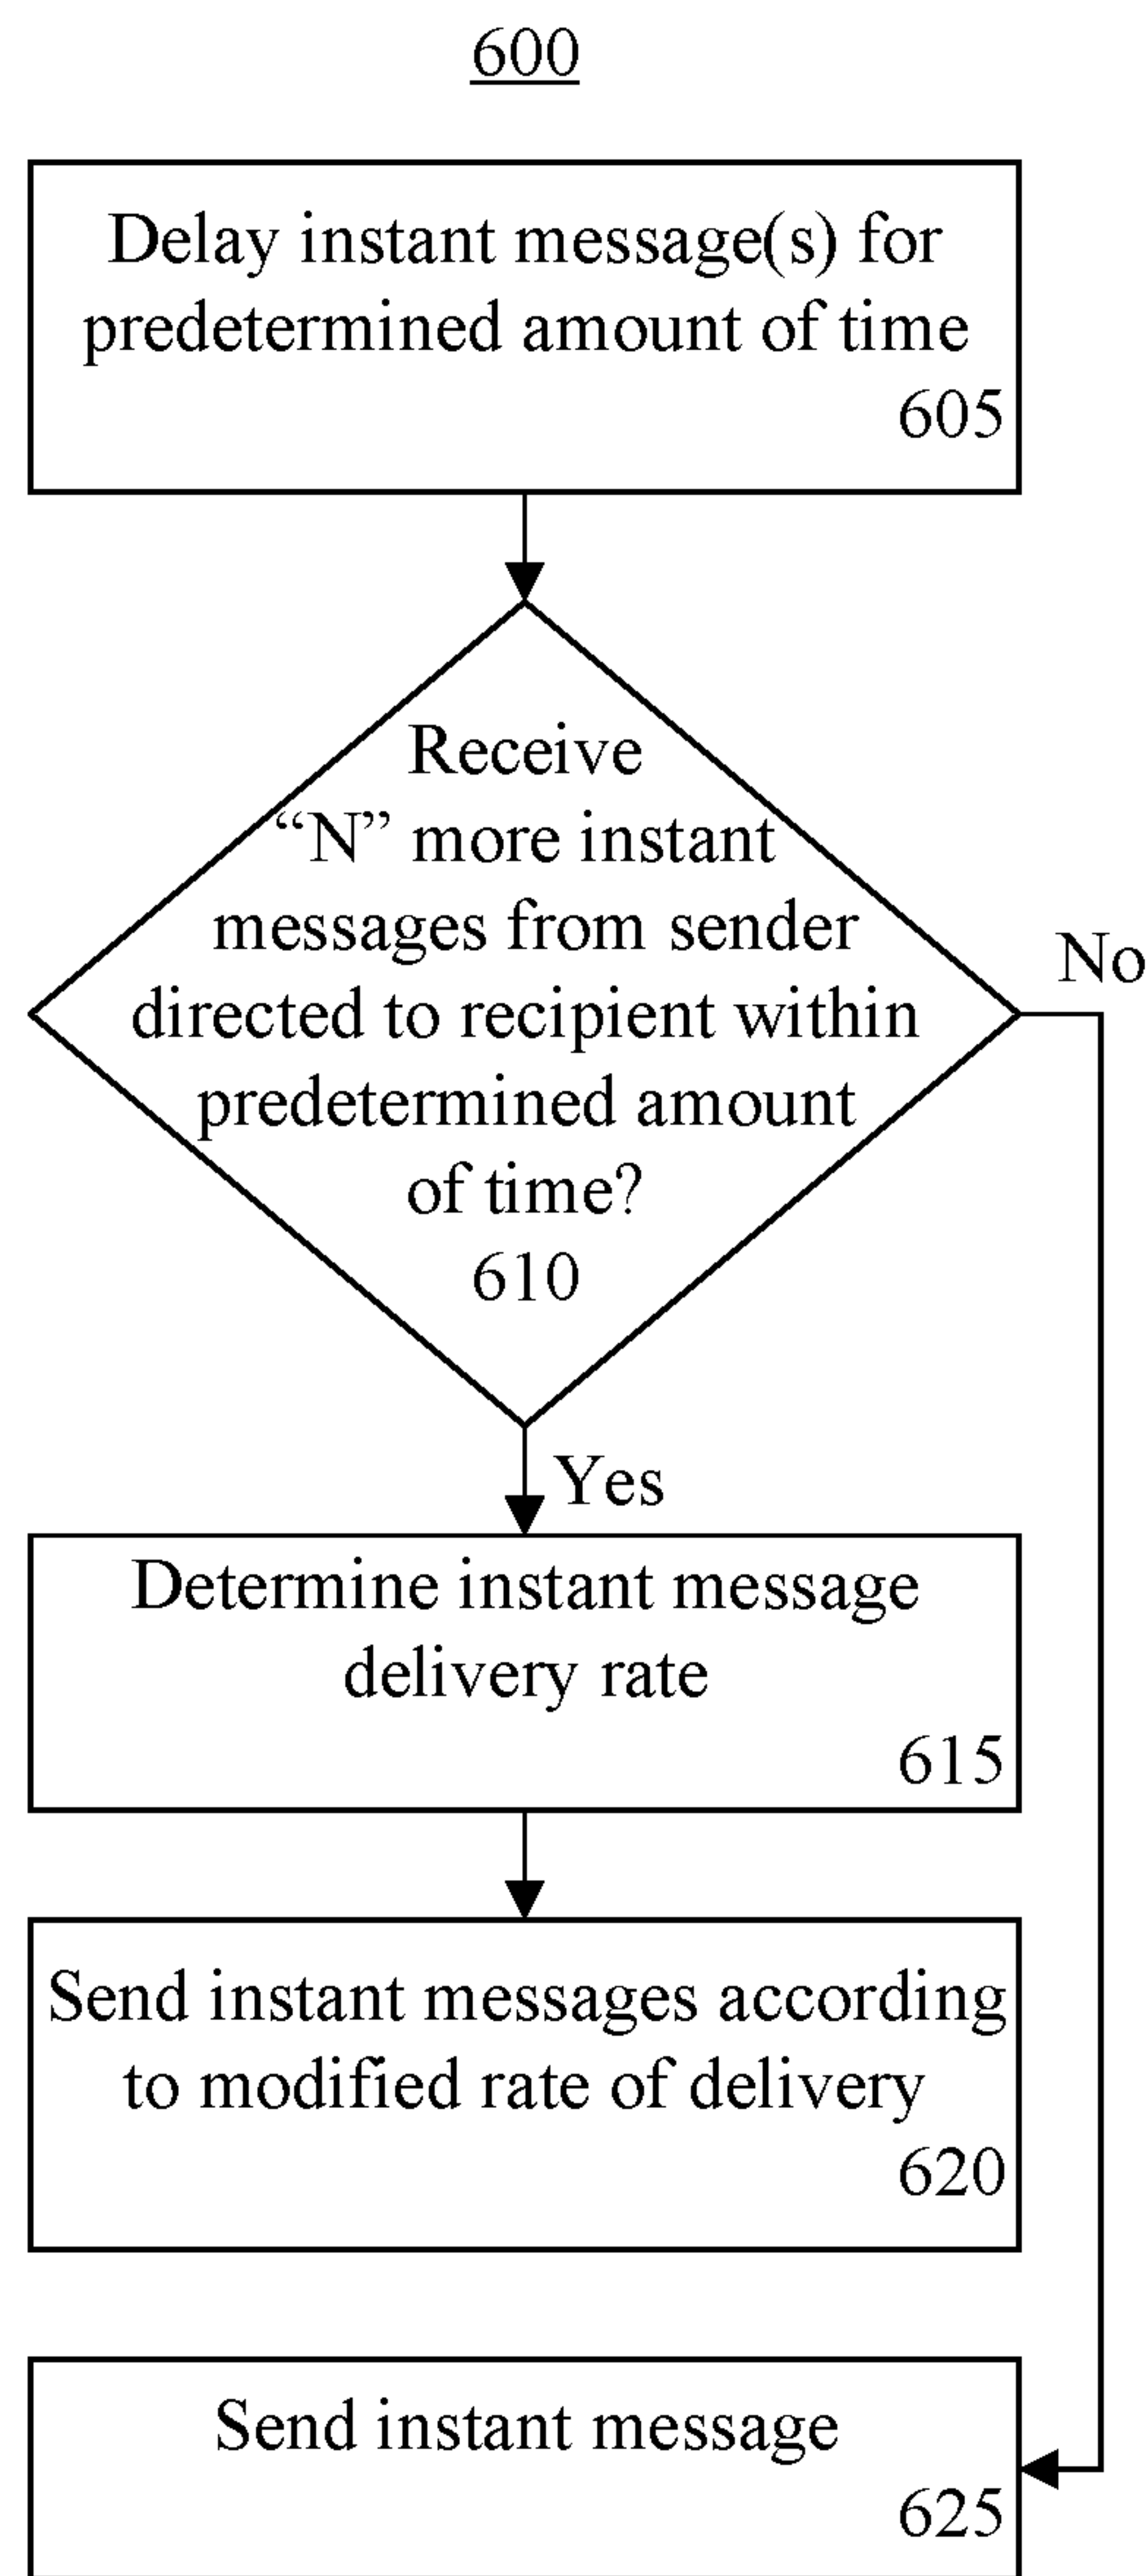 600
Delay instant message(s) for
predetermined amount of time
605
Receive
“N” more instant
messages from sender
directed to recipient within
predetermined amount
of time?
610
No
Yes
Determine instant message
delivery rate
615
Send instant messages according
to modified rate of delivery
620
Send instant message
625